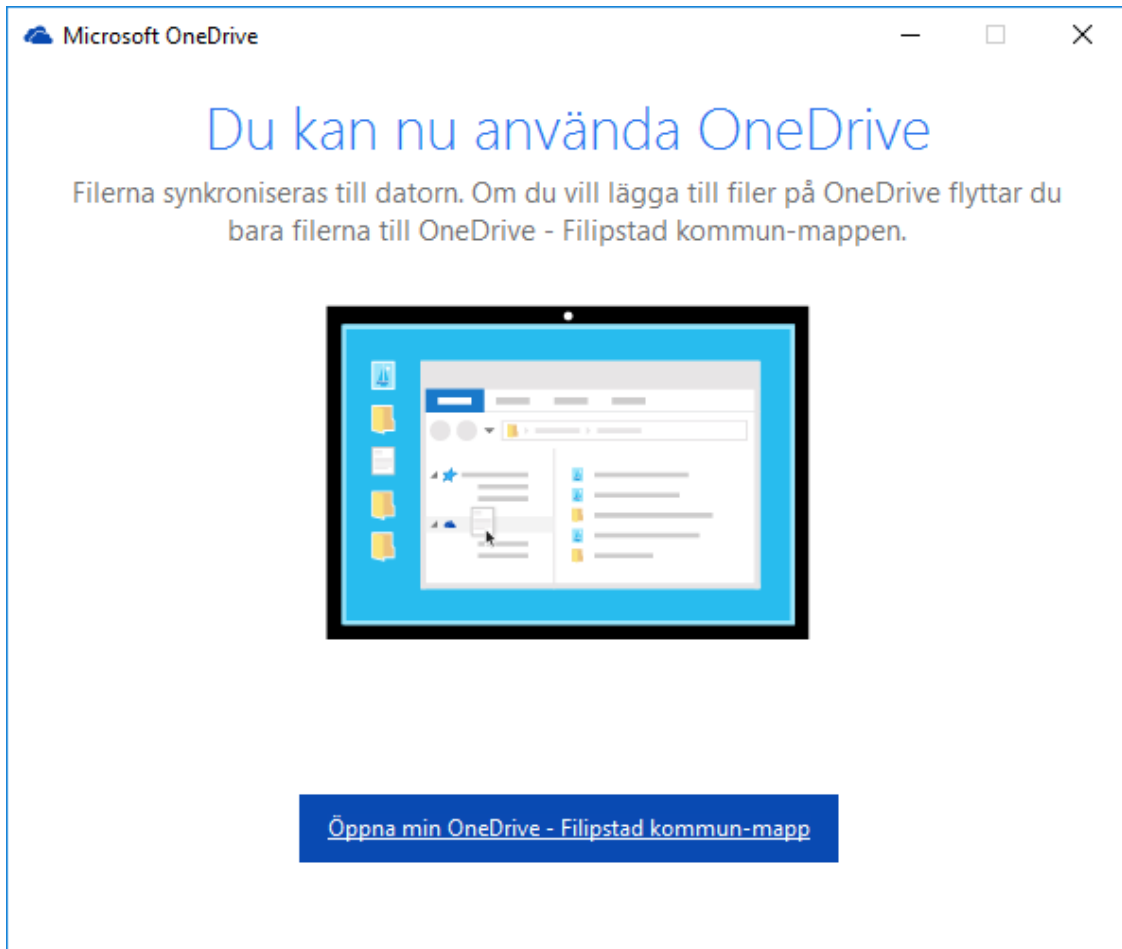 Microsoft OneDrive
Du kan nu använda OneDrive
Filerna synkroniseras till datorn. Om du vill lägga till filer på OneDrive flyttar du
bara filerna till OneDrive - Filipstad kommun-mappen.
Öppna min OneDrive - Filipstad kommun-mapp